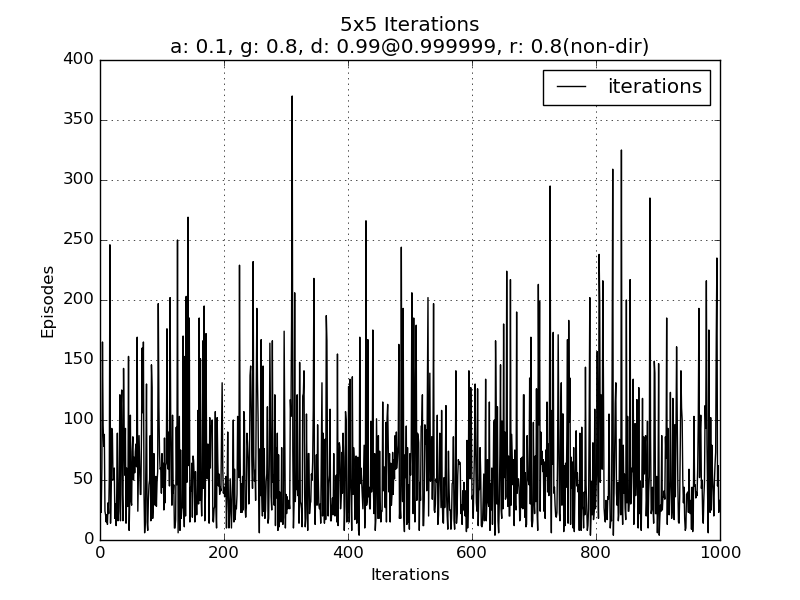 5x5 Iterations
a: 0.1, g: 0.8, d: 0.99@0.999999, r: 0.8(non-dir)
400
350
300
250
200
150
100
50
0
Episodes
iterations
0 200 400 600 800 1000
Iterations